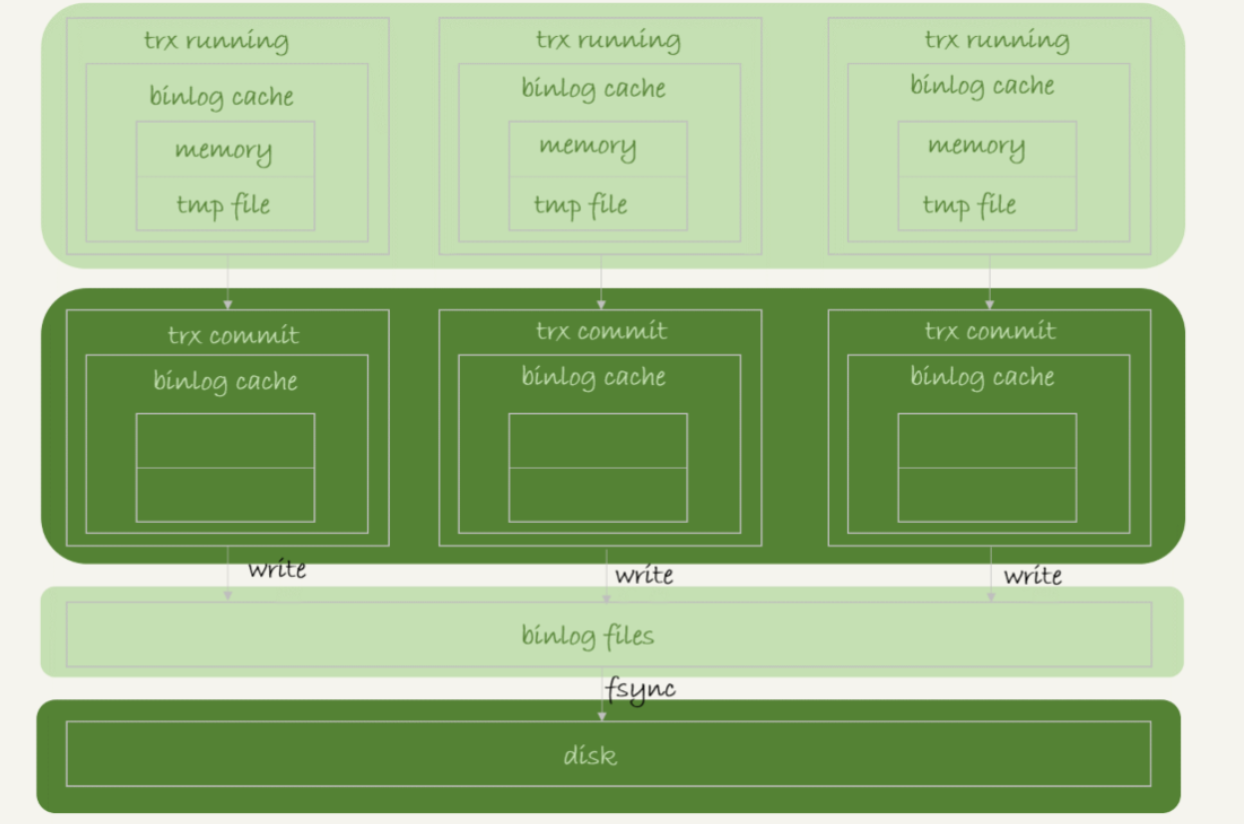 trx running
trx running
trx running
binlog cache
binlog cache
binlog cache
memory
memory
memory
tmp file
tmp file
tmp file
trx commit
trx commit
trx commit
binlog cache
binlog cache
binlog cache
write
write
write
binlog files
fsync
disk